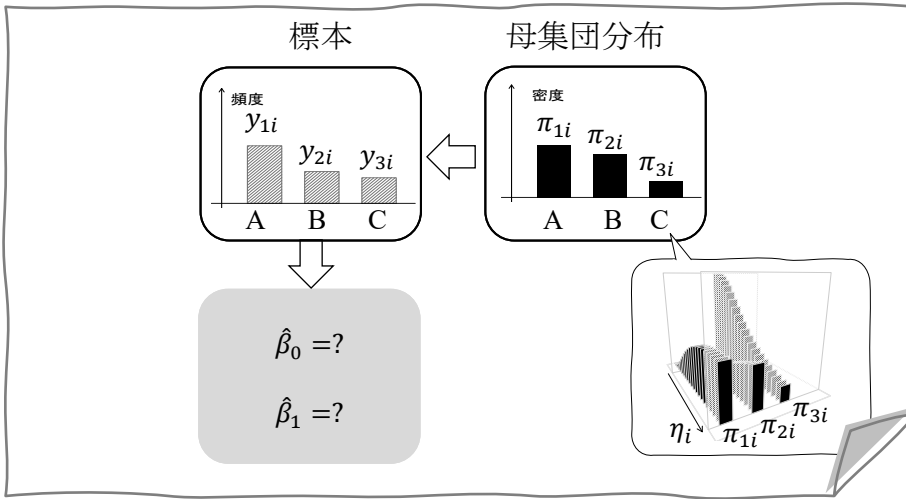 標本
母集団分布
頻度
y₁ᵢ
y₂ᵢ
y₃ᵢ
A
B
C
密度
π₁ᵢ
π₂ᵢ
π₃ᵢ
A
B
C
β̂₀ =?
β̂₁ =?
ηᵢ
π₁ᵢ
π₂ᵢ
π₃ᵢ